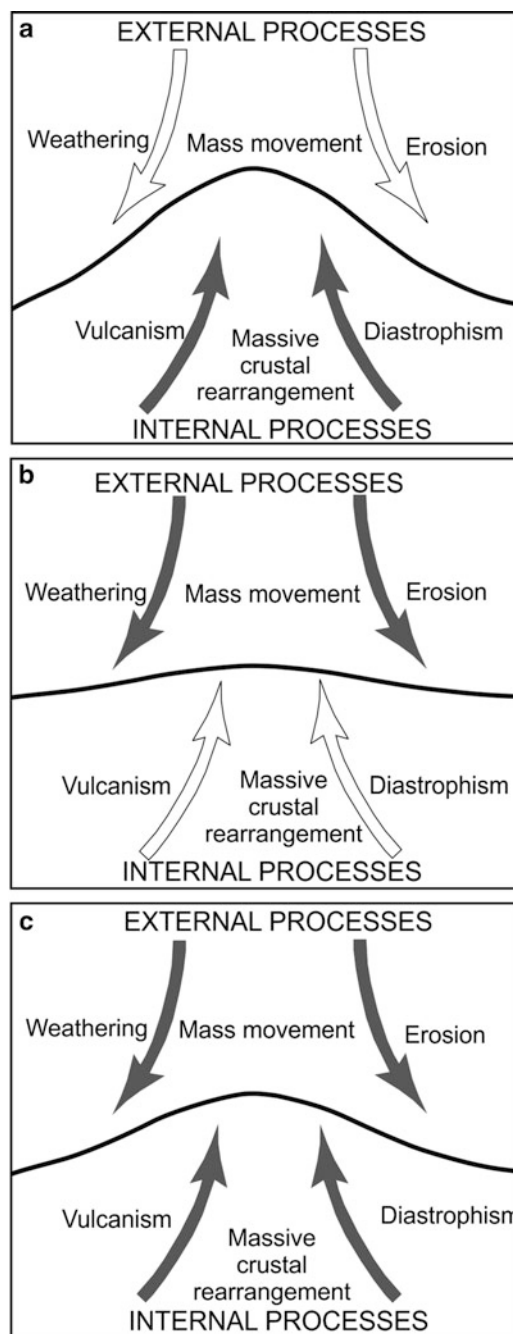 a
EXTERNAL PROCESSES
Weathering
Mass movement
Erosion
Vulcanism
Massive
crustal
rearrangement
Diastrophism
INTERNAL PROCESSES
b
EXTERNAL PROCESSES
Weathering
Mass movement
Erosion
Vulcanism
Massive
crustal
rearrangement
Diastrophism
INTERNAL PROCESSES
c
EXTERNAL PROCESSES
Weathering
Mass movement
Erosion
Vulcanism
Massive
crustal
rearrangement
Diastrophism
INTERNAL PROCESSES